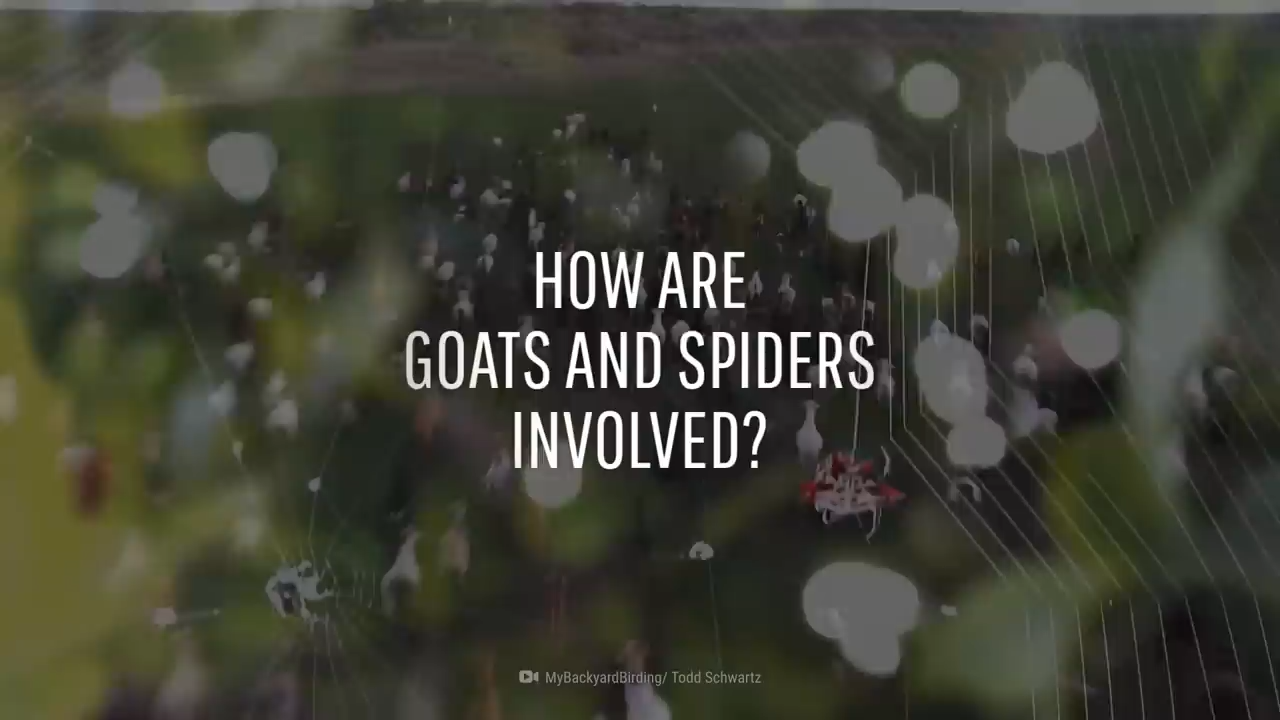 HOW ARE
GOATS AND SPIDERS
INVOLVED?
MyBackyardBirding/ Todd Schwartz